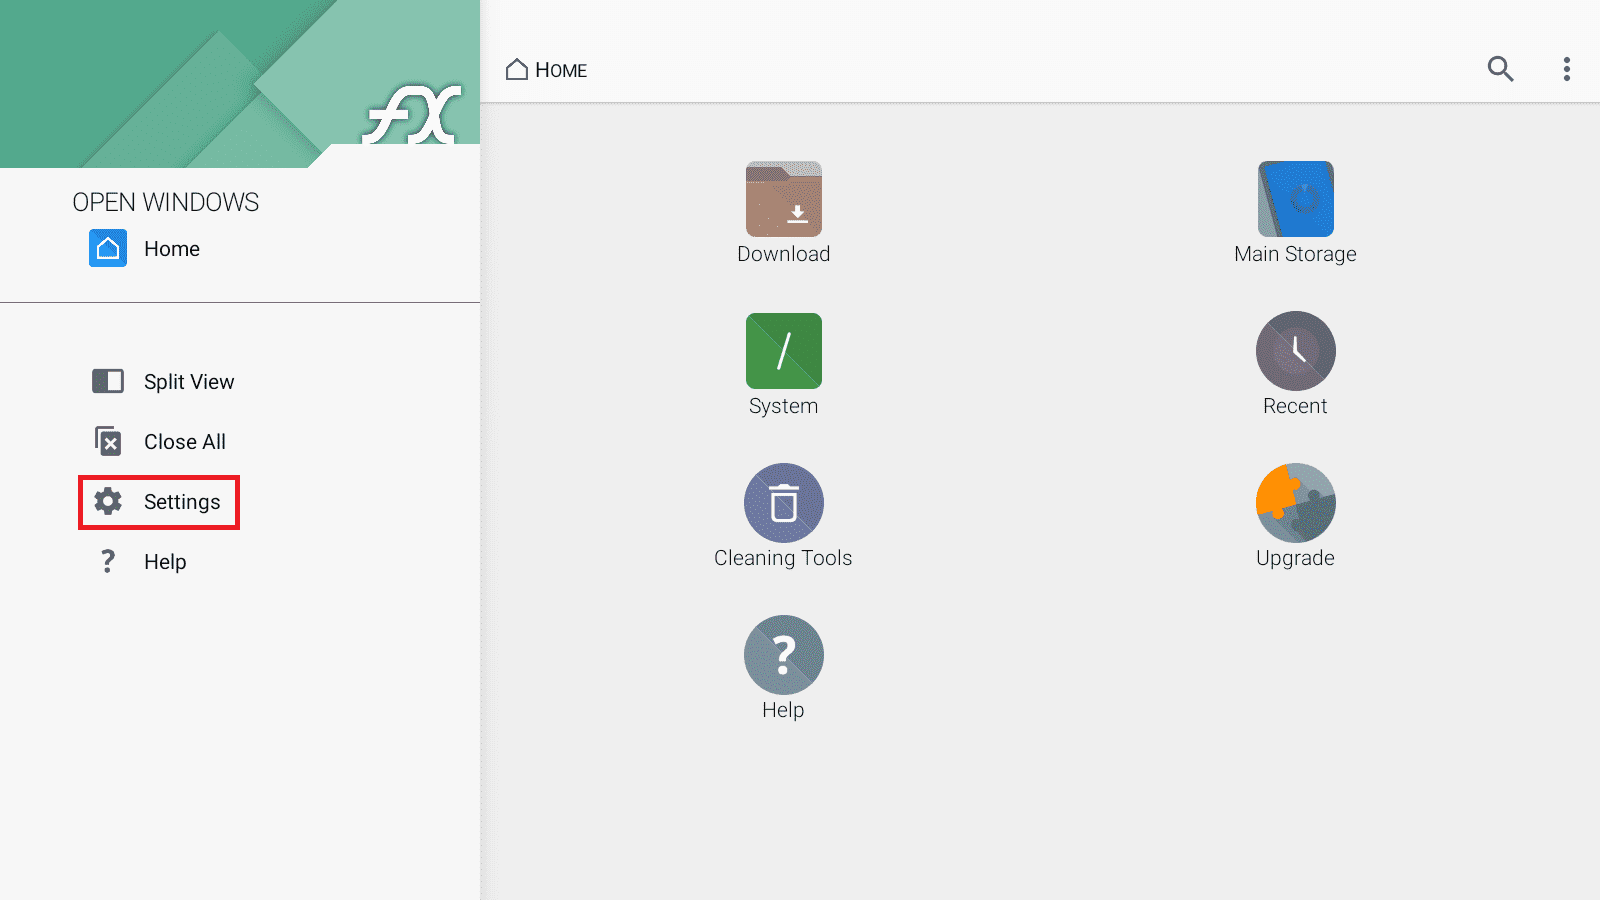 fx
OPEN WINDOWS
Home
Split View
Close All
Settings
? Help
HOME
Download
Main Storage
/
System
Recent
Cleaning Tools
Upgrade
?
Help